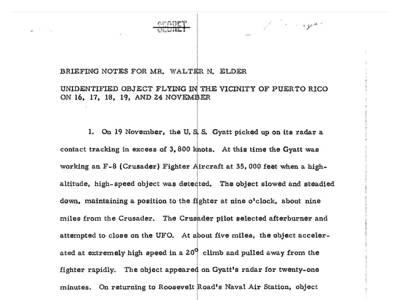 SECRET
BRIEFING NOTES FOR MR. WALTER N. ELDER
UNIDENTIFIED OBJECT FLYING IN THE VICINITY OF PUERTO RICO
ON 16, 17, 18, 19, AND 24 NOVEMBER
1. On 19 November, the U.S.S. Gyatt picked up on its radar a
contact tracking in excess of 3,800 knots. At this time the Gyatt was
working an F-8 (Crusader) Fighter Aircraft at 35,000 feet when a high-
altitude, high-speed object was detected. The object slowed and steadied
down, maintaining a position to the fighter at nine o'clock, about nine
miles from the Crusader. The Crusader pilot selected afterburner and
attempted to close on the UFO. At about five miles, the object acceler-
ated at extremely high speed in a 20° climb and pulled away from the
fighter rapidly. The object appeared on Gyatt's radar for twenty-one
minutes. On returning to Roosevelt Road's Naval Air Station, object